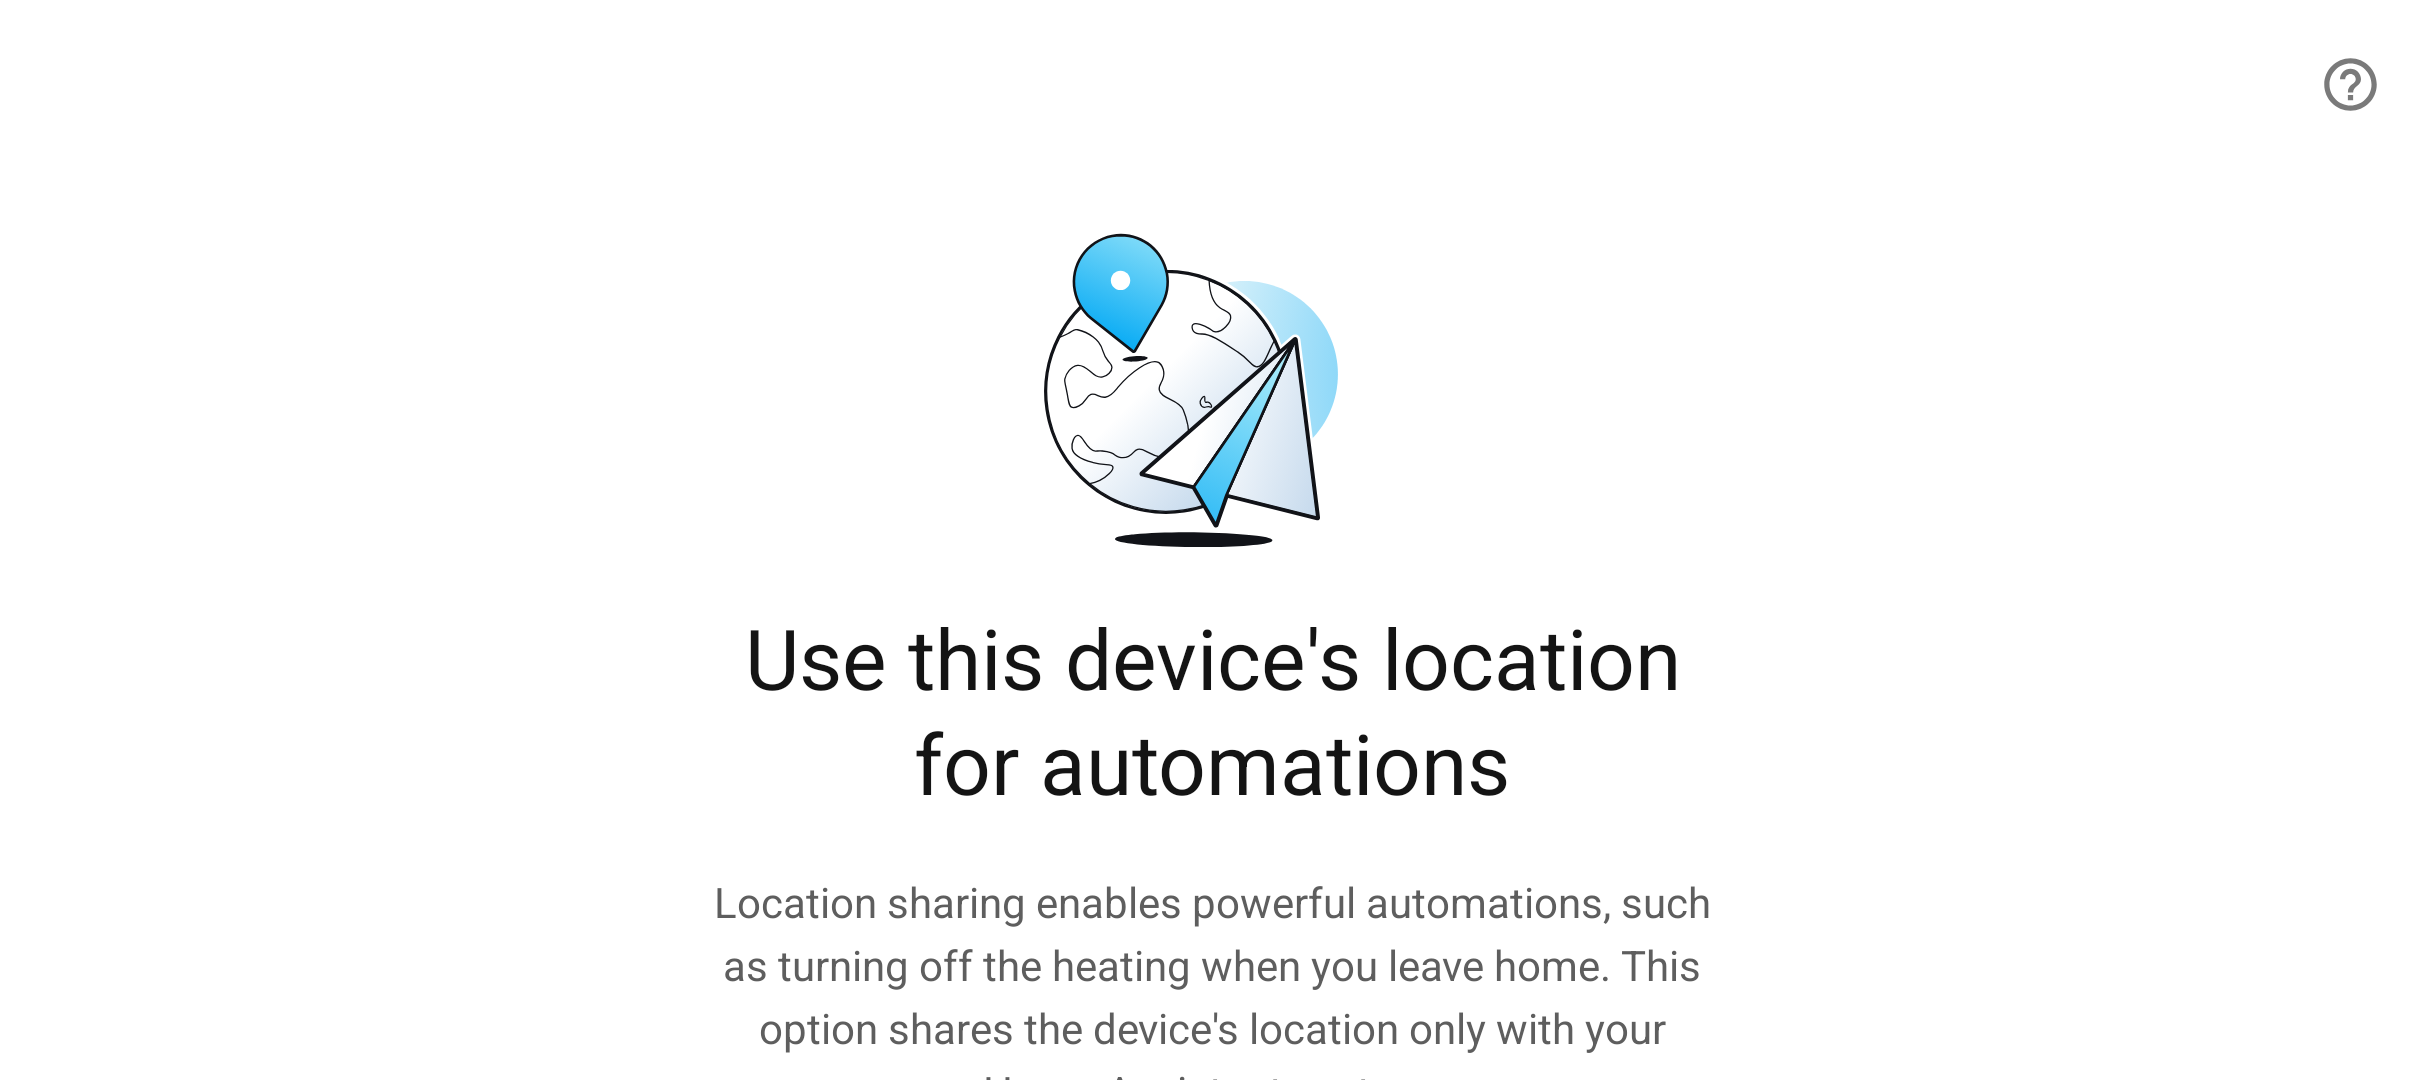 Use this device's location
for automations
Location sharing enables powerful automations, such
as turning off the heating when you leave home. This
option shares the device's location only with your